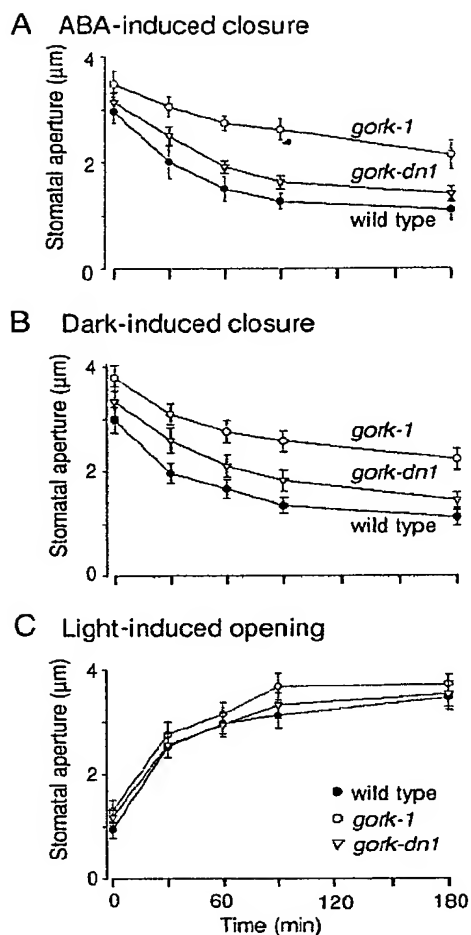 A ABA-induced closure
Stomatal aperture (µm)
4
2
0
gork-1
gork-dn1
wild type
B Dark-induced closure
Stomatal aperture (µm)
4
2
0
gork-1
gork-dn1
wild type
C Light-induced opening
Stomatal aperture (µm)
4
2
0
wild type
gork-1
gork-dn1
0 60 120 180
Time (min)